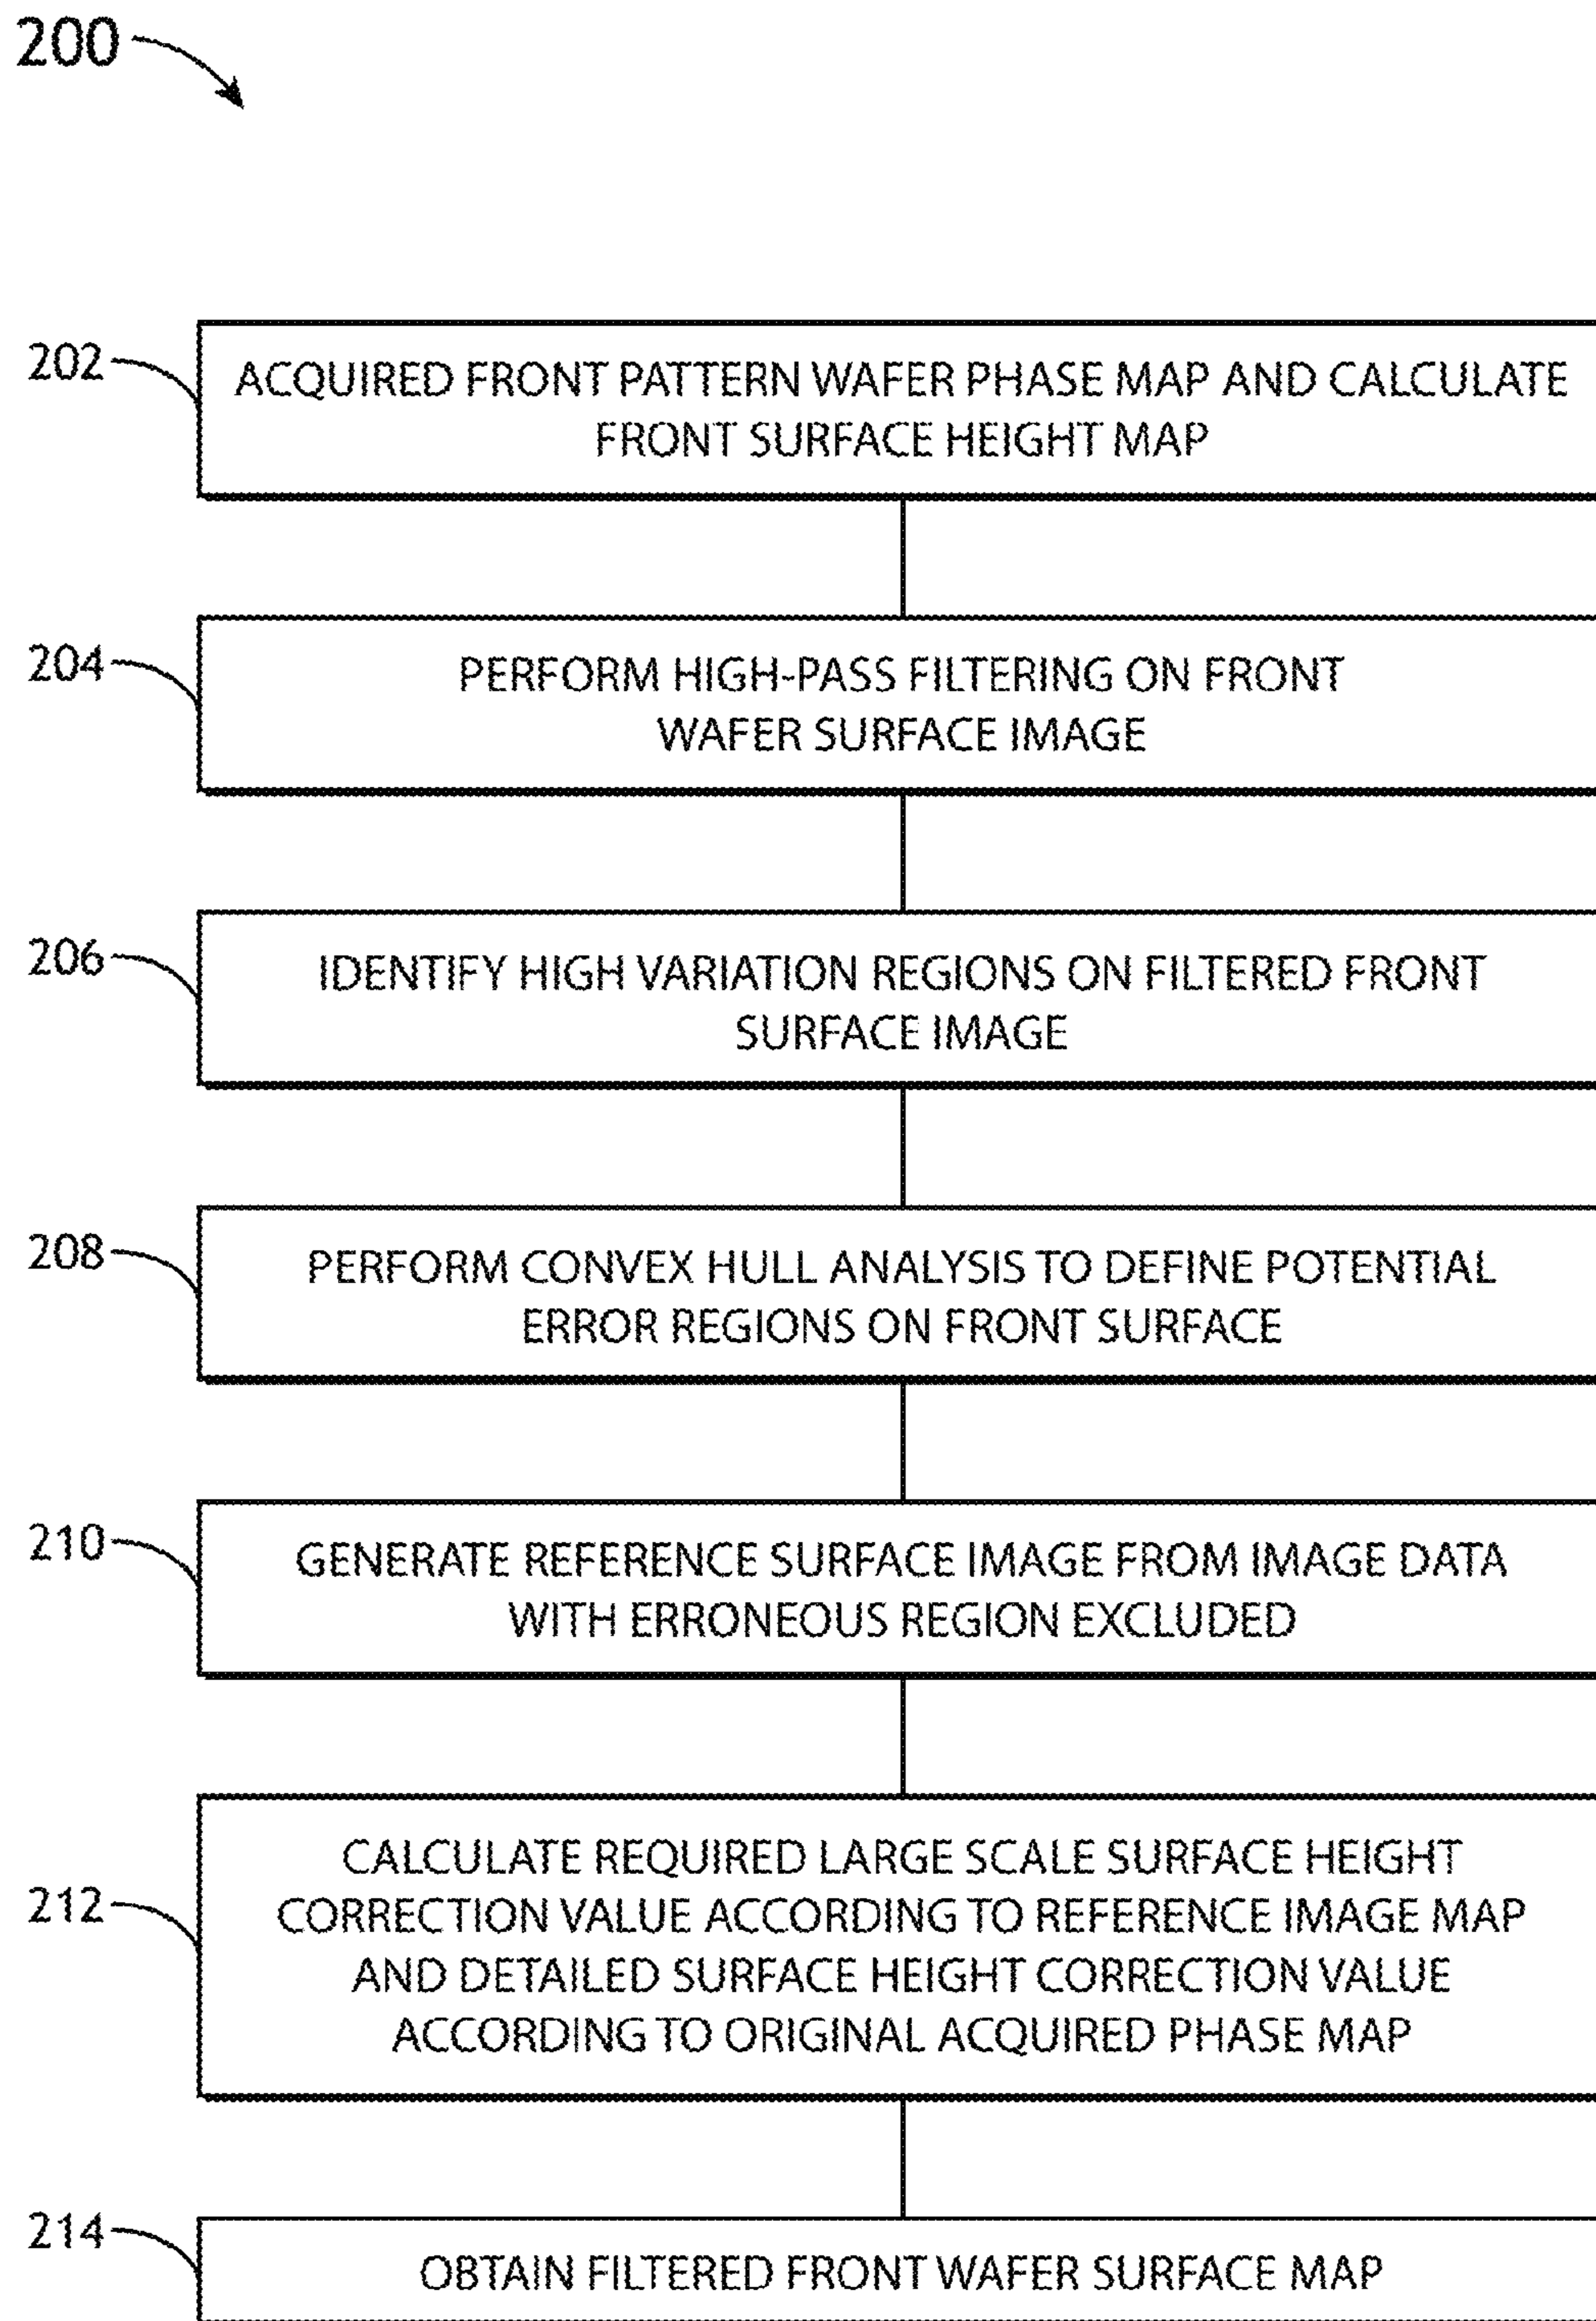 200
202
ACQUIRED FRONT PATTERN WAFER PHASE MAP AND CALCULATE
FRONT SURFACE HEIGHT MAP
204
PERFORM HIGH-PASS FILTERING ON FRONT
WAFER SURFACE IMAGE
206
IDENTIFY HIGH VARIATION REGIONS ON FILTERED FRONT
SURFACE IMAGE
208
PERFORM CONVEX HULL ANALYSIS TO DEFINE POTENTIAL
ERROR REGIONS ON FRONT SURFACE
210
GENERATE REFERENCE SURFACE IMAGE FROM IMAGE DATA
WITH ERRONEOUS REGION EXCLUDED
212
CALCULATE REQUIRED LARGE SCALE SURFACE HEIGHT
CORRECTION VALUE ACCORDING TO REFERENCE IMAGE MAP
AND DETAILED SURFACE HEIGHT CORRECTION VALUE
ACCORDING TO ORIGINAL ACQUIRED PHASE MAP
214
OBTAIN FILTERED FRONT WAFER SURFACE MAP